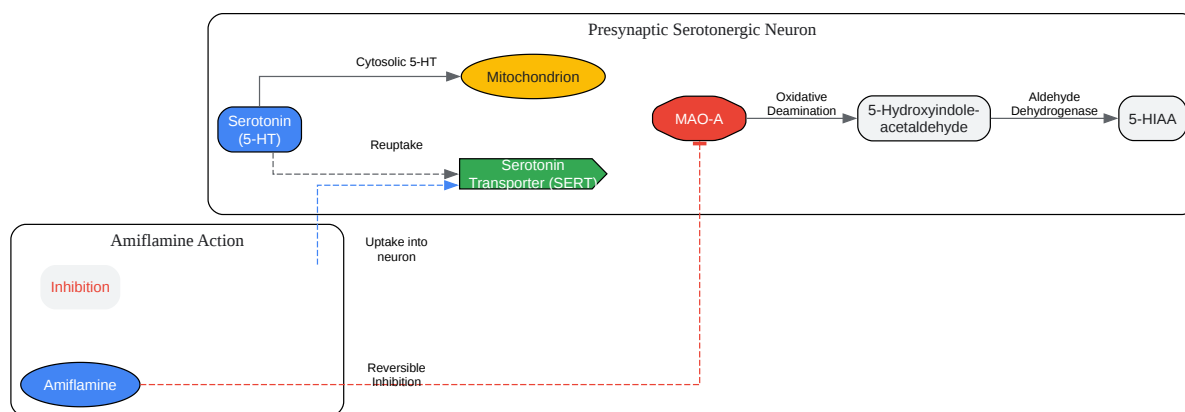 Presynaptic Serotonergic Neuron
Cytosolic 5-HT
Mitochondrion
Serotonin
(5-HT)
MAO-A
Oxidative
Deamination
5-Hydroxyindole-
acetaldehyde
Aldehyde
Dehydrogenase
5-HIAA
Reuptake
Serotonin
Transporter (SERT)
Amiflamine Action
Uptake into
neuron
Inhibition
Amiflamine
Reversible
Inhibition